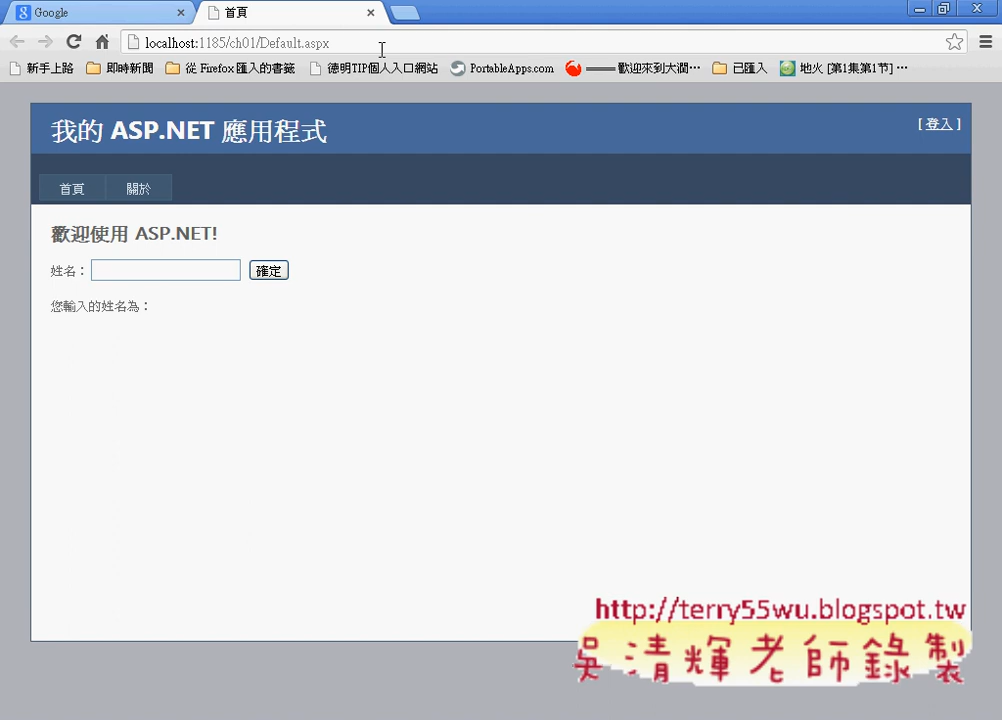 Google
首頁
localhost:1185/ch01/Default.aspx
新手上路 即時新聞 從 Firefox 匯入的書籤 德明TIP個人入口網站 PortableApps.com ——歡迎來到大潤… 已匯入 地火 [第1集第1节] …
我的 ASP.NET 應用程式
[ 登入 ]
首頁 關於
歡迎使用 ASP.NET!
姓名： 確定
您輸入的姓名為：
http://terry55wu.blogspot.tw
吳清輝老師錄製